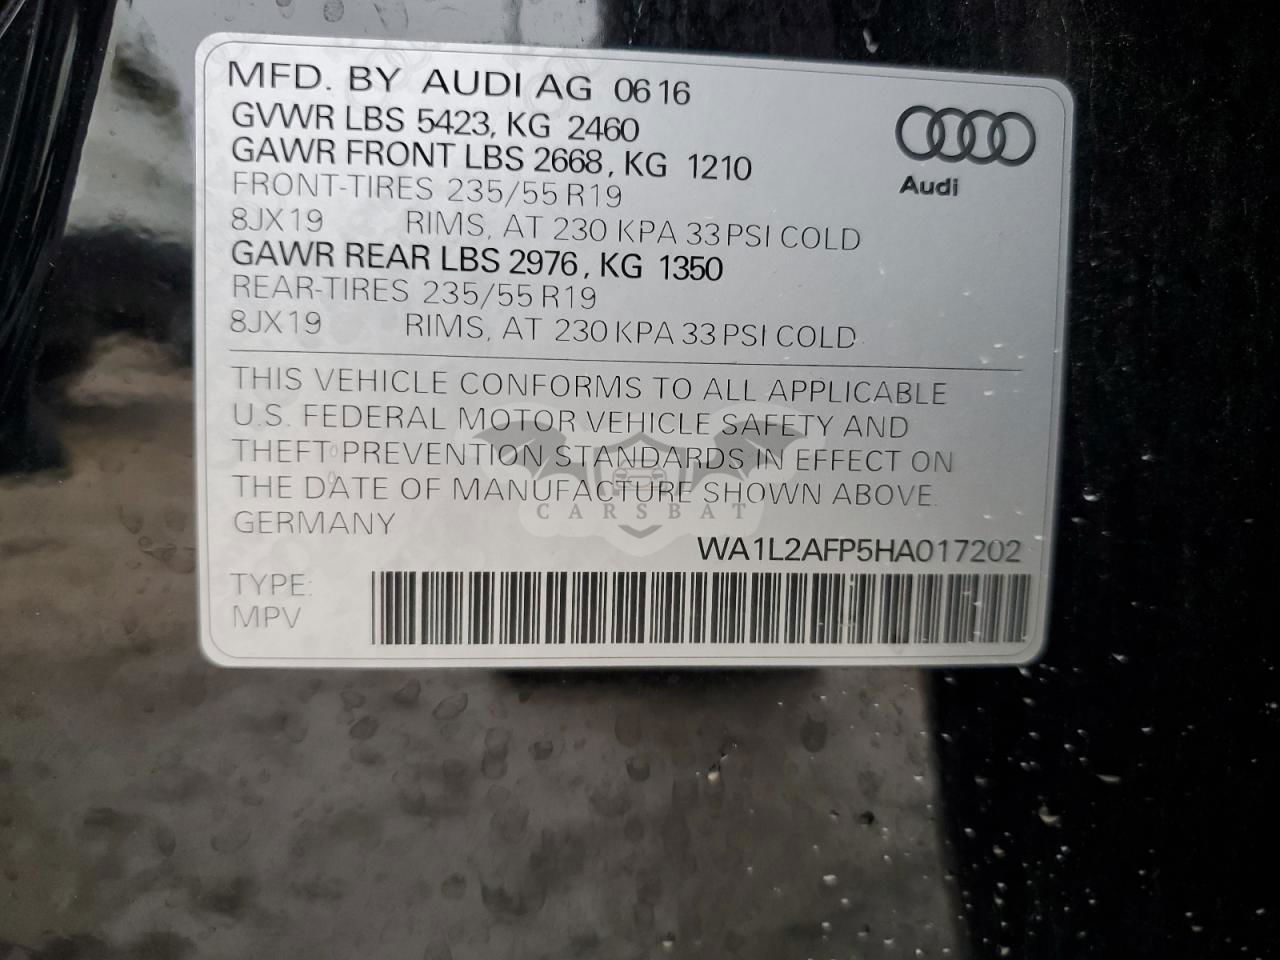 MFD. BY AUDI AG 06 16
GVWR LBS 5423, KG 2460
GAWR FRONT LBS 2668, KG 1210
FRONT-TIRES 235/55 R19
8JX19 RIMS, AT 230 KPA 33 PSI COLD
GAWR REAR LBS 2976, KG 1350
REAR-TIRES 235/55 R19
8JX19 RIMS, AT 230 KPA 33 PSI COLD
Audi
THIS VEHICLE CONFORMS TO ALL APPLICABLE
U.S. FEDERAL MOTOR VEHICLE SAFETY AND
THEFT PREVENTION STANDARDS IN EFFECT ON
THE DATE OF MANUFACTURE SHOWN ABOVE.
CARSBAT
GERMANY
WA1L2AFP5HA017202
TYPE:
MPV